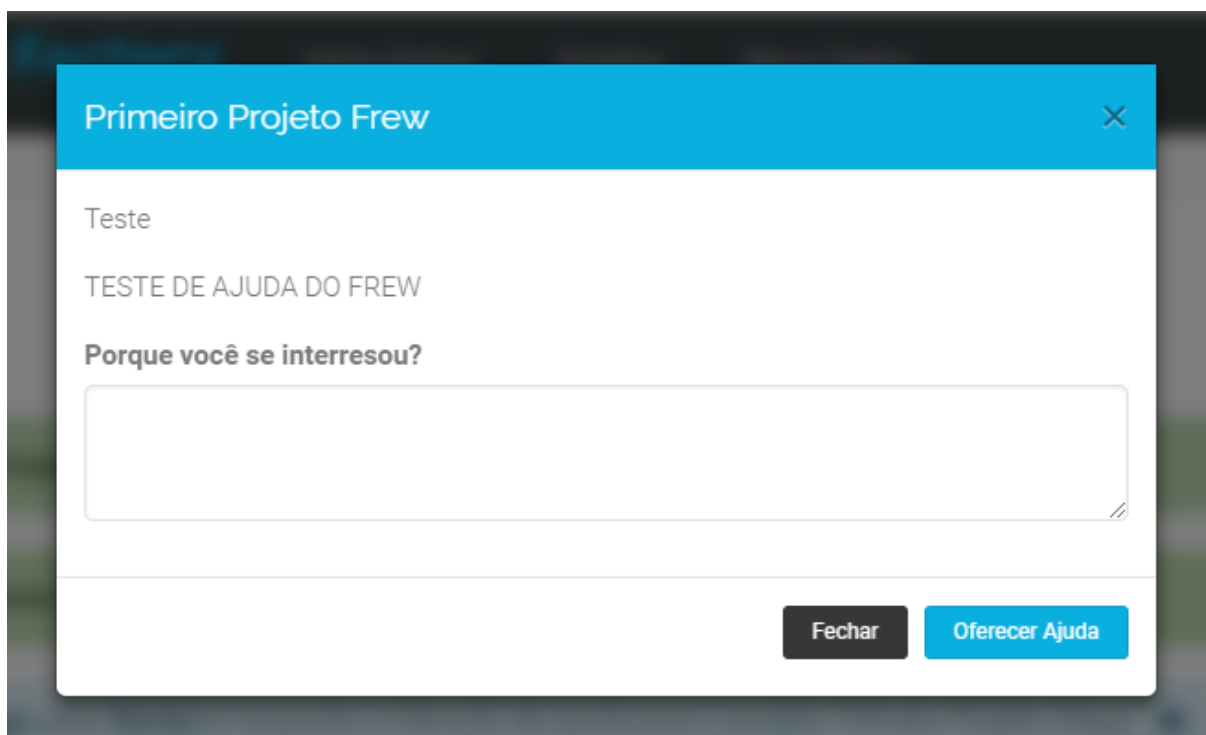 Primeiro Projeto Frew
×
Teste
TESTE DE AJUDA DO FREW
Porque você se interresou?
Fechar
Oferecer Ajuda